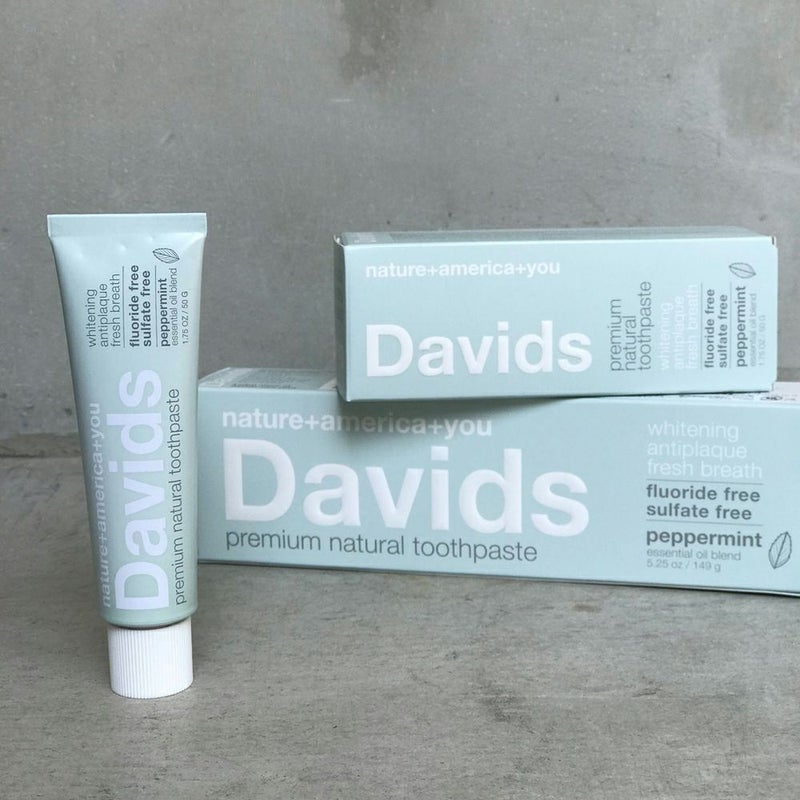 whitening
antiplaque
fresh breath
fluoride free
sulfate free
peppermint
essential oil blend
1.75 OZ / 50 G
nature+america+you
Davids
premium natural toothpaste
nature+america+you
Davids
premium
natural
toothpaste
whitening
antiplaque
fresh breath
fluoride free
sulfate free
peppermint
essential oil blend
1.75 oz / 50 G
nature+america+you
Davids
premium natural toothpaste
whitening
antiplaque
fresh breath
fluoride free
sulfate free
peppermint
essential oil blend
5.25 oz / 149 g